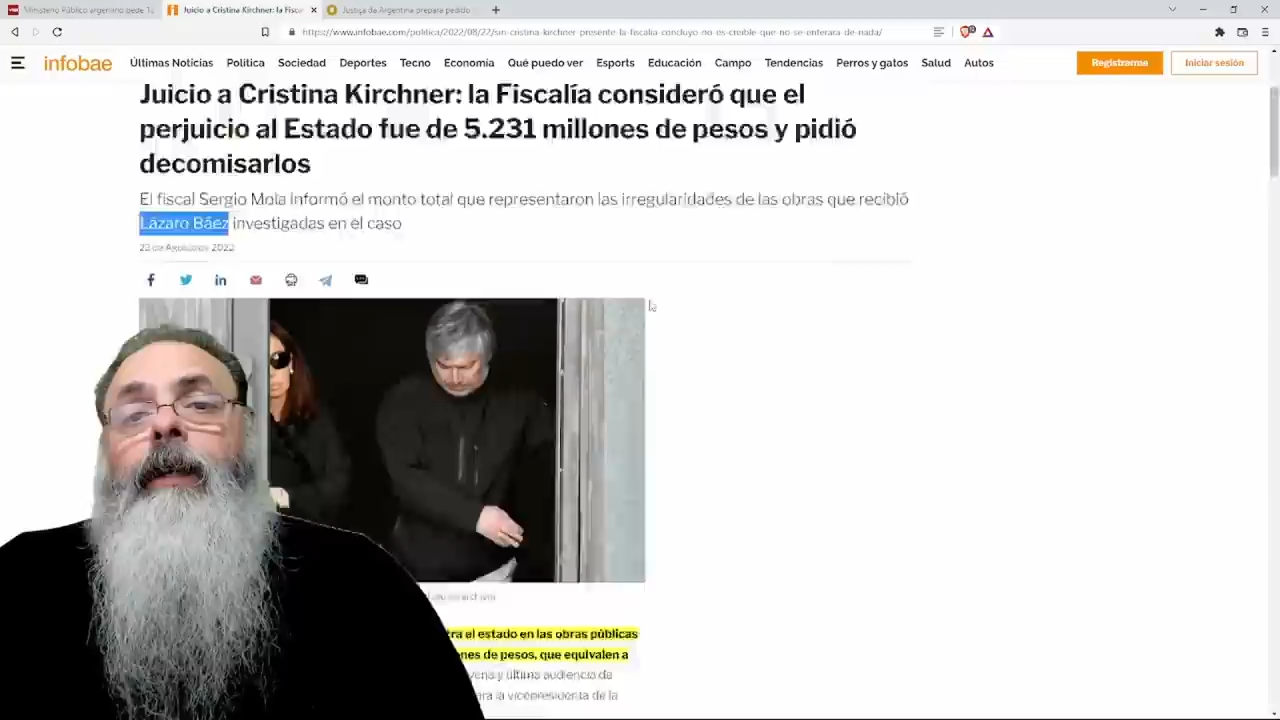 Ministério Público argentino pede 12
Juicio a Cristina Kirchner: la Fisca
Justiça da Argentina prepara pedido
https://www.infobae.com/politica/2022/08/22/sin-cristina-kirchner-presente-la-fiscalia-concluyo-no-es-creible-que-no-se-enterara-de-nada/
infobae
Últimas Noticias Política Sociedad Deportes Tecno Economía Qué puedo ver Esports Educación Campo Tendencias Perros y gatos Salud Autos
Registrarme
Iniciar sesión
Juicio a Cristina Kirchner: la Fiscalía consideró que el
perjuicio al Estado fue de 5.231 millones de pesos y pidió
decomisarlos
El fiscal Sergio Mola informó el monto total que representaron las irregularidades de las obras que recibió
Lázaro Báez investigadas en el caso
22 de Agosto de 2022
tra el estado en las obras públicas
ones de pesos, que equivalen a
vena y última audiencia de
ara la vicepresidenta de la